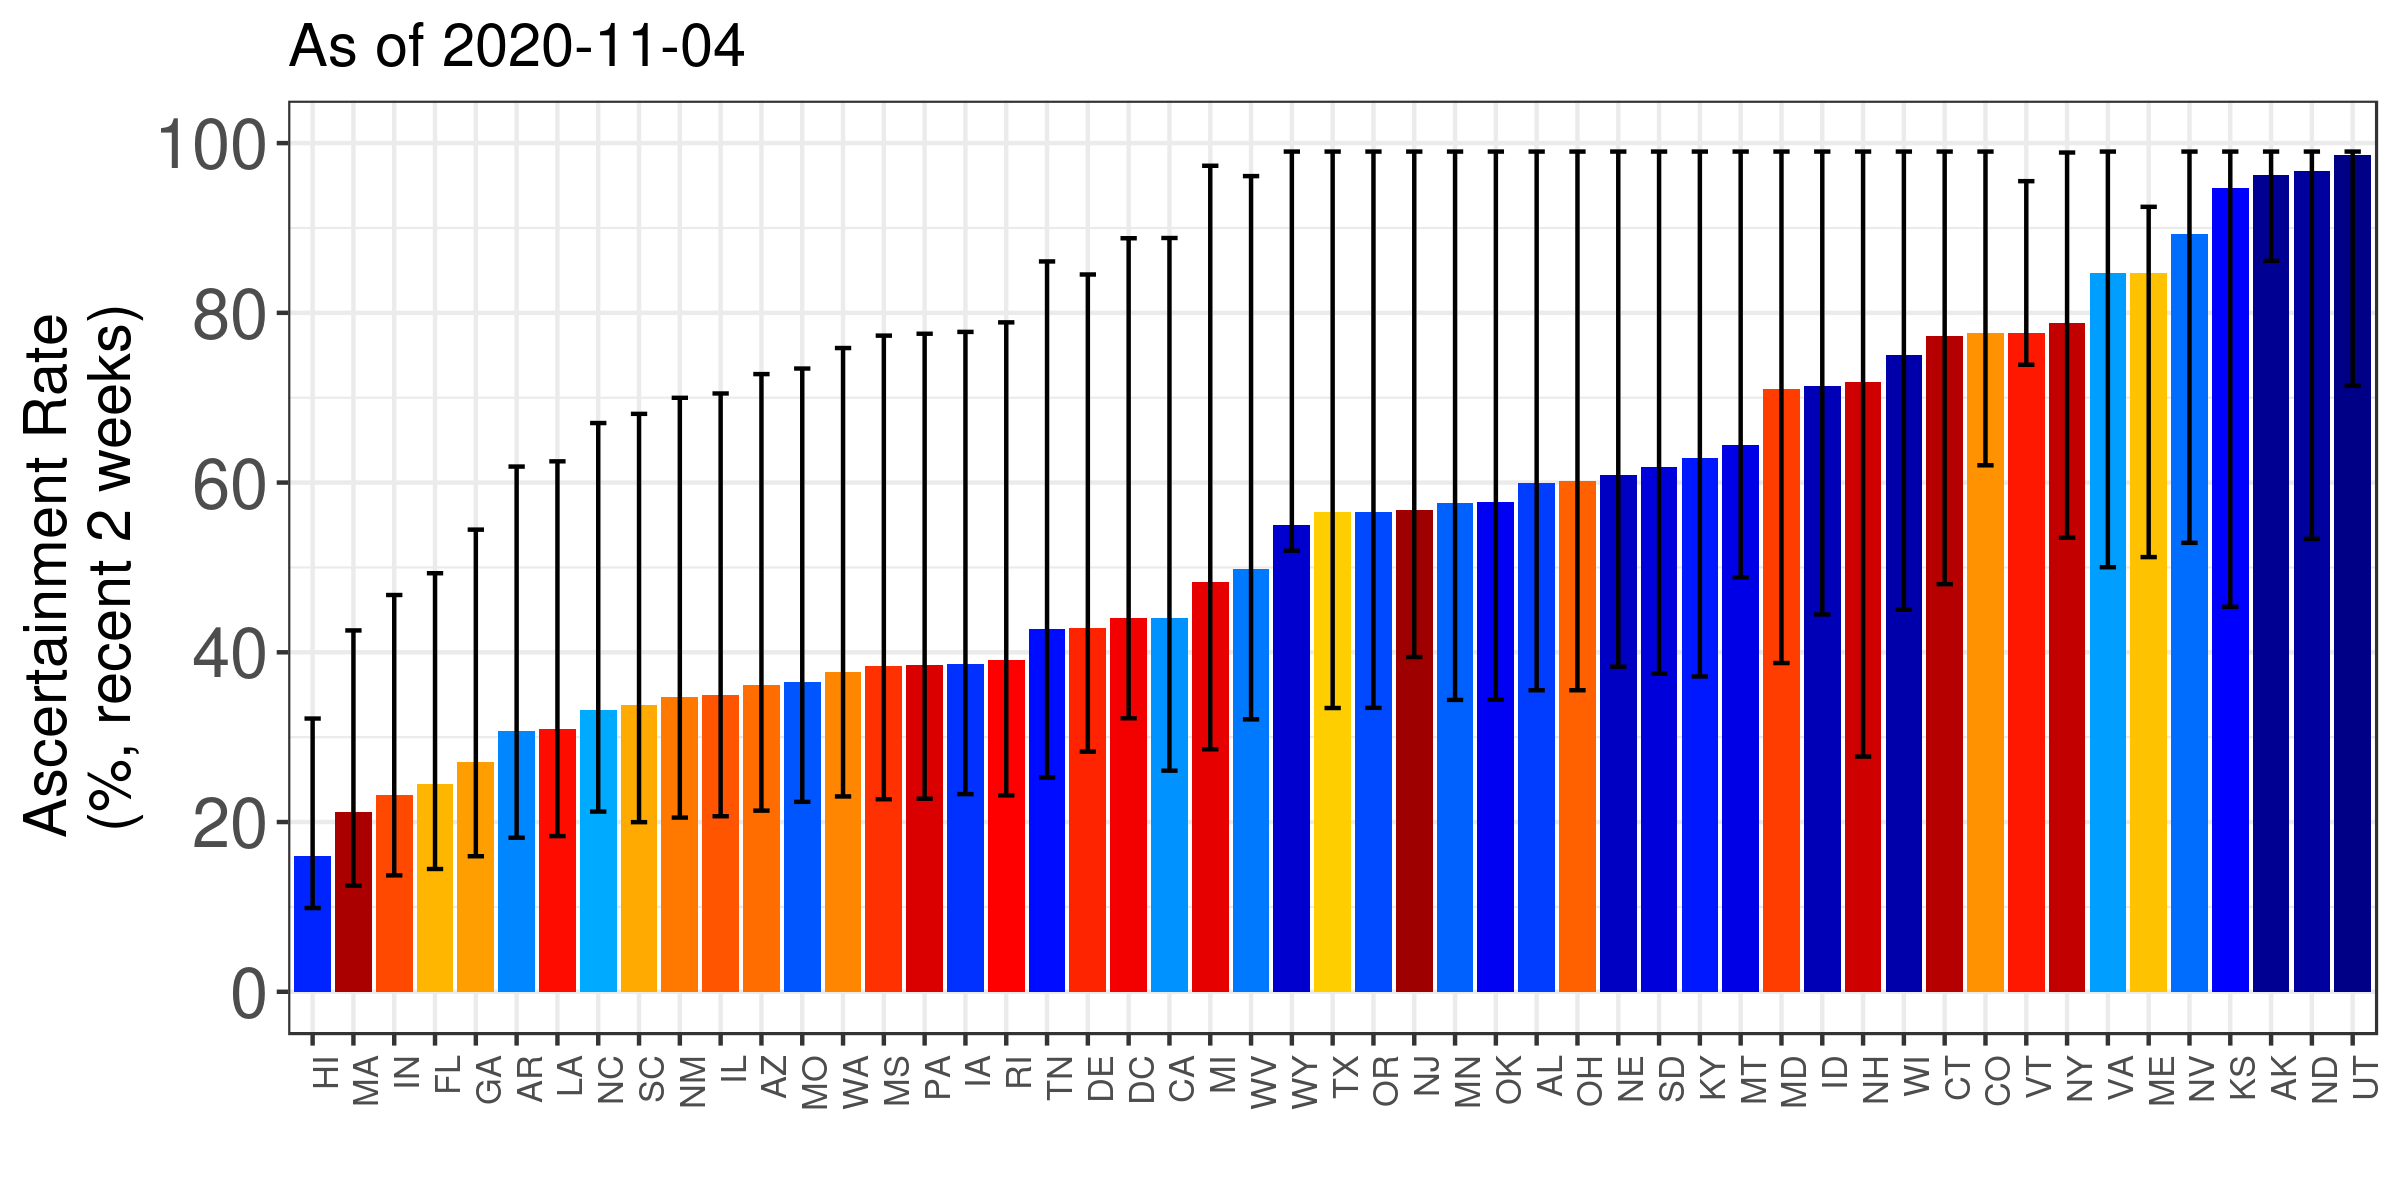 As of 2020-11-04
Ascertainment Rate
(%, recent 2 weeks)
100
80
60
40
20
0
HI MA IN FL GA AR LA NC SC NM IL AZ MO WA MS PA IA RI TN DE DC CA MI WV WY TX OR NJ MN OK AL OH NE SD KY MT MD ID NH WI CT CO VT NY VA ME NV KS AK ND UT